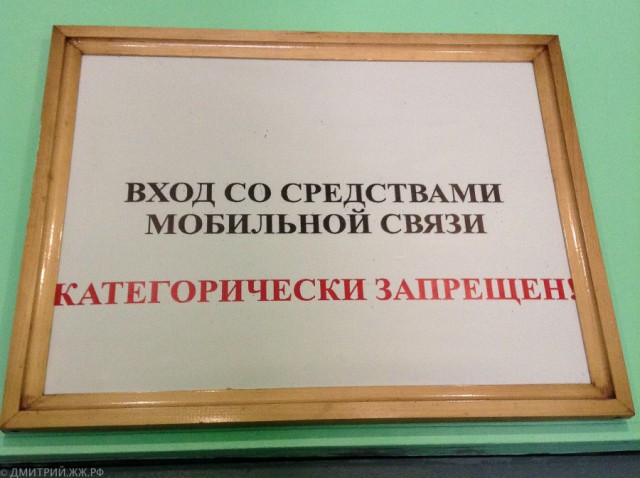 ВХОД СО СРЕДСТВАМИ
МОБИЛЬНОЙ СВЯЗИ
КАТЕГОРИЧЕСКИ ЗАПРЕЩЕН!
© ДМИТРИЙ.ЖЖ.РФ